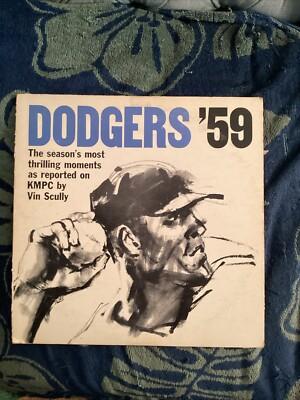 DODGERS '59
The season's most
thrilling moments
as reported on
KMPC by
Vin Scully